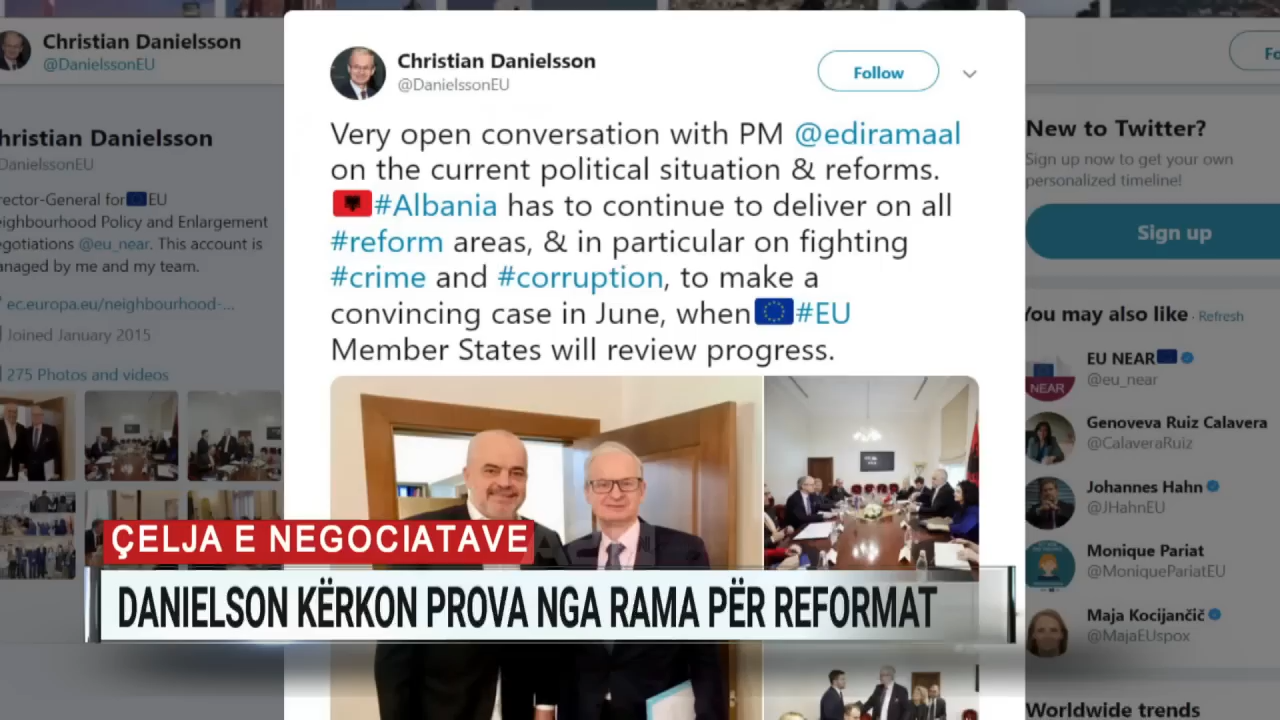 Christian Danielsson
@DanielssonEU
Christian Danielsson
@DanielssonEU
Follow
Very open conversation with PM @ediramaal
on the current political situation & reforms.
#Albania has to continue to deliver on all
#reform areas, & in particular on fighting
#crime and #corruption, to make a
convincing case in June, when #EU
Member States will review progress.
hristian Danielsson
DanielssonEU
rector-General for EU
eighbourhood Policy and Enlargement
egotiations @eu_near. This account is
anaged by me and my team.
ec.europa.eu/neighbourhood-...
Joined January 2015
275 Photos and videos
Fo
New to Twitter?
Sign up now to get your own
personalized timeline!
Sign up
You may also like · Refresh
EU NEAR
@eu_near
NEAR
Genoveva Ruiz Calavera
@CalaveraRuiz
Johannes Hahn
@JHahnEU
Monique Pariat
@MoniquePariatEU
Maja Kocijančič
@MajaEUspox
Worldwide trends
ÇELJA E NEGOCIATAVE
DANIELSON KËRKON PROVA NGA RAMA PËR REFORMAT